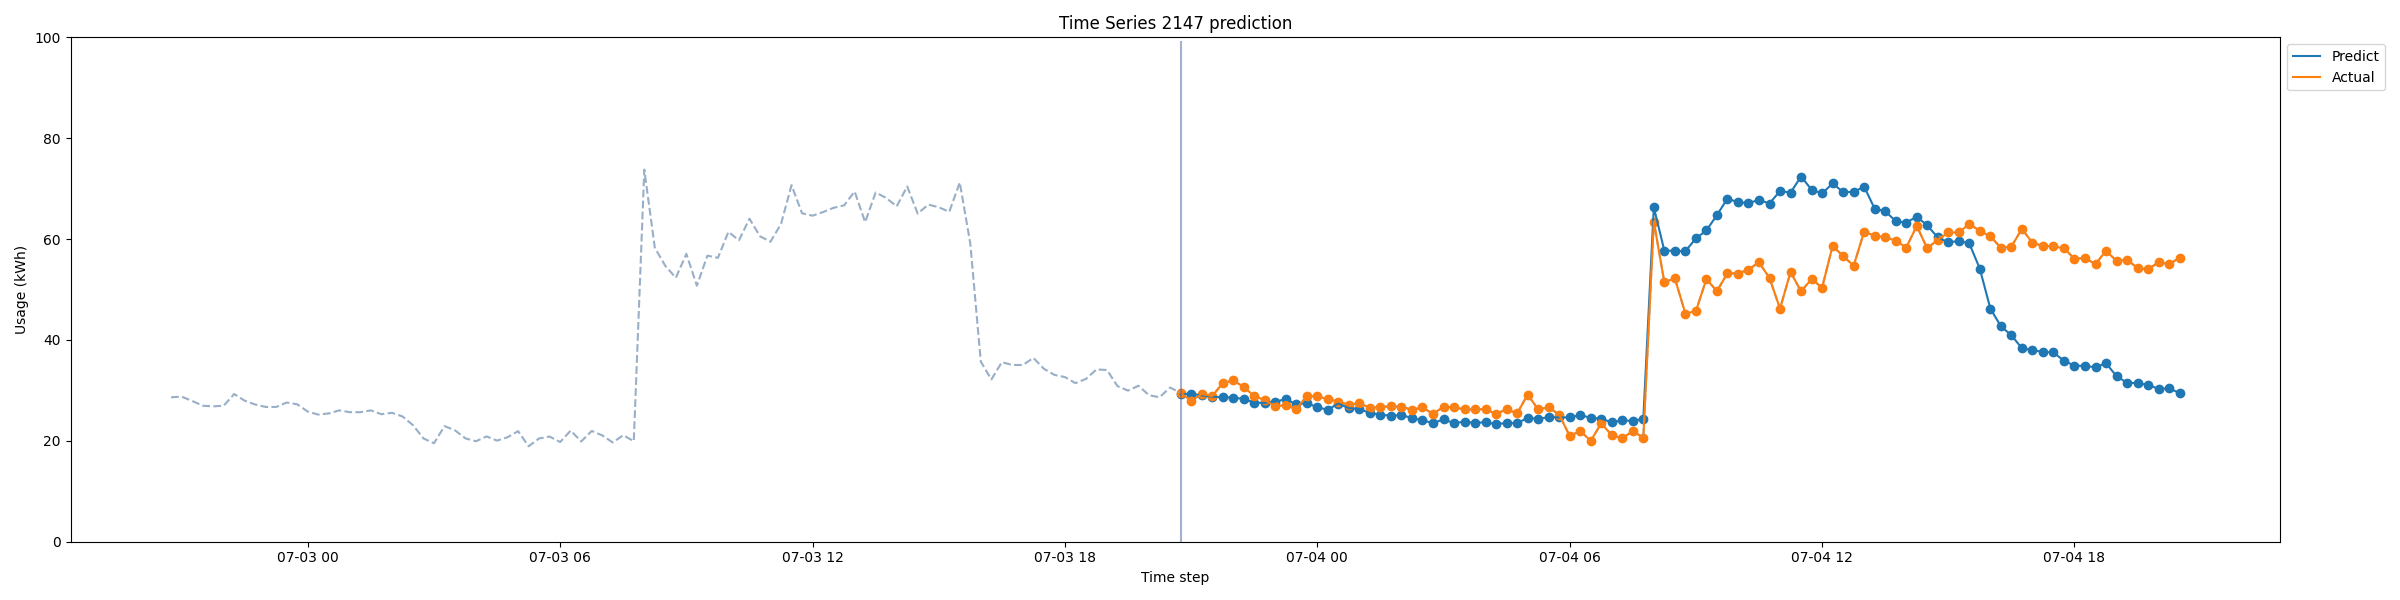 Time Series 2147 prediction
Usage (kWh)
100
80
60
40
20
0
07-03 00
07-03 06
07-03 12
07-03 18
07-04 00
07-04 06
07-04 12
07-04 18
Time step
Predict
Actual